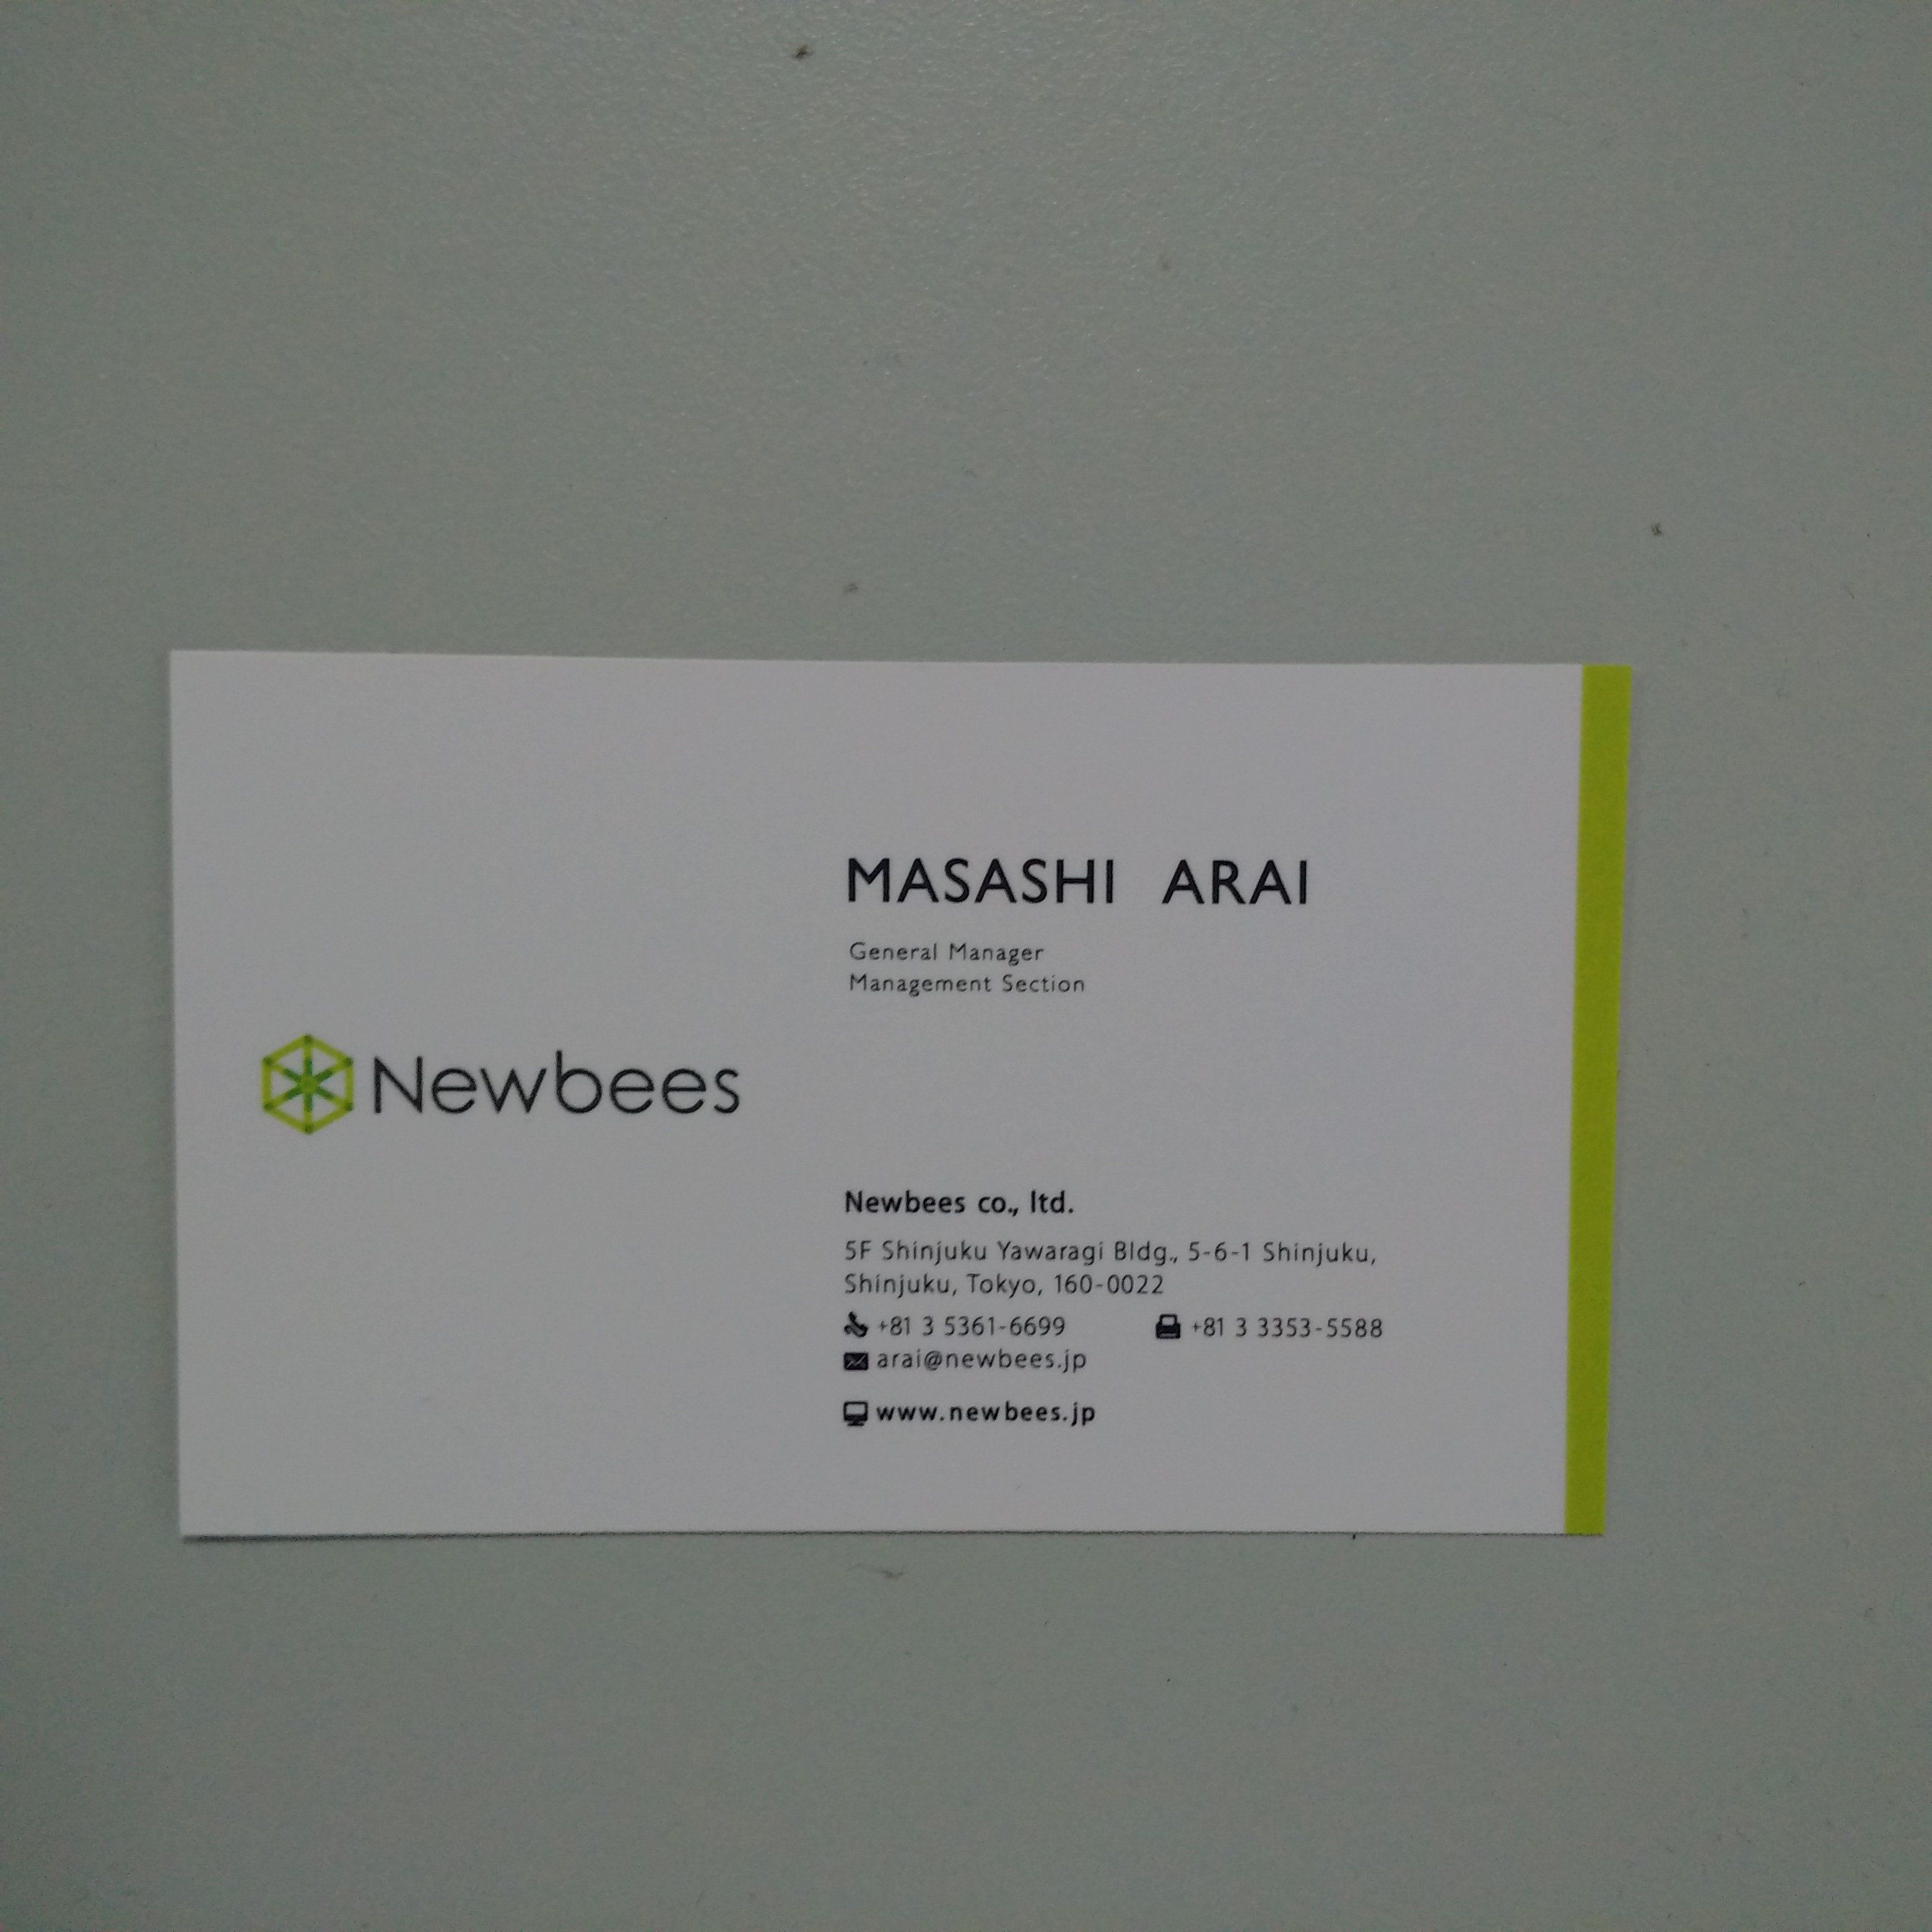 MASASHI ARAI
General Manager
Management Section
Newbees
Newbees co., ltd.
5F Shinjuku Yawaragi Bldg., 5-6-1 Shinjuku,
Shinjuku, Tokyo, 160-0022
+81 3 5361-6699 +81 3 3353-5588
arai@newbees.jp
www.newbees.jp